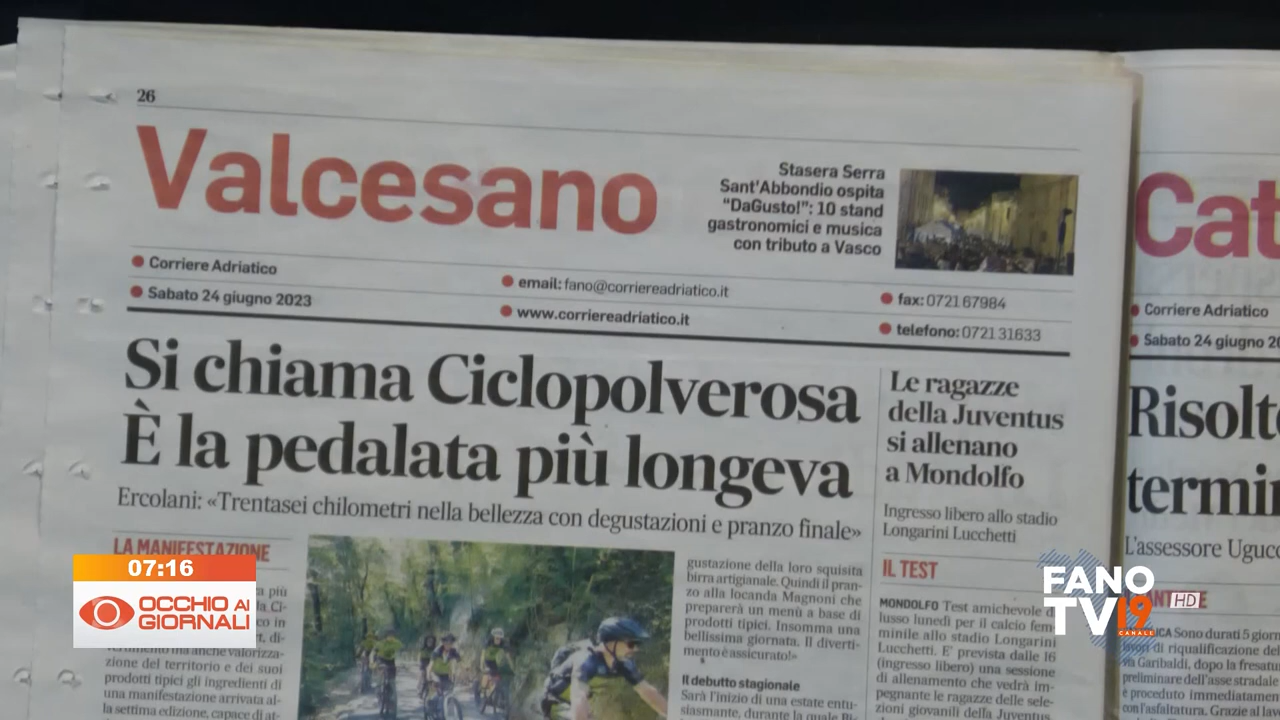 26
Valcesano
Stasera Serra
Sant'Abbondio ospita
“DaGusto!”: 10 stand
gastronomici e musica
con tributo a Vasco
Corriere Adriatico
Sabato 24 giugno 2023
email: fano@corriereadriatico.it
www.corriereadriatico.it
fax: 0721 67984
telefono: 0721 31633
Si chiama Ciclopolverosa
È la pedalata più longeva
Ercolani: «Trentasei chilometri nella bellezza con degustazioni e pranzo finale»
LA MANIFESTAZIONE
zione del territorio e dei suoi
prodotti tipici gli ingredienti di
una manifestazione arrivata al-
la settima edizione, capace di at-
gustazione della loro squisita
birra artigianale. Quindi il pran-
zo alla locanda Magnoni che
preparerà un menù a base di
prodotti tipici. Insomma una
bellissima giornata. Il diverti-
mento è assicurato!»
Il debutto stagionale
Sarà l'inizio di una estate entu-
siasmante, durante la quale Bi-
Le ragazze
della Juventus
si allenano
a Mondolfo
Ingresso libero allo stadio
Longarini Lucchetti
IL TEST
MONDOLFO Test amichevole di
lusso lunedì per il calcio fem
minile allo stadio Longarini
Lucchetti. E' prevista dalle 16
(ingresso libero) una sessione
di allenamento che vedrà im-
pegnante le ragazze delle sele-
zioni giovanili della Juventus
Cat
Corriere Adriatico
Sabato 24 giugno 20
Risolt
termin
L'assessore Ugucc
Sono durati 5 giorn
di riqualificazione del
via Garibaldi, dopo la fresatu
preliminare dell'asse stradale
è proceduto immediatamen
con l'asfaltatura. Grazie al lav
07:16
OCCHIO AI
GIORNALI
FANO
TV19
CANALE
HD